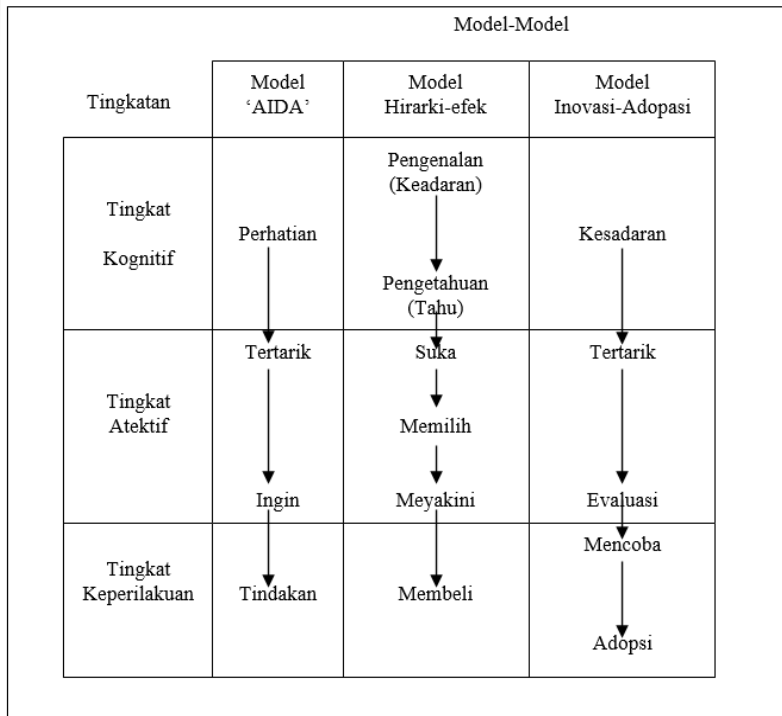 Model-Model
Tingkatan
Model
‘AIDA’
Model
Hirarki-efek
Model
Inovasi-Adopasi
Tingkat
Kognitif
Perhatian
Pengenalan
(Keadaran)
Pengetahuan
(Tahu)
Kesadaran
Tingkat
Atektif
Tertarik
Ingin
Suka
Memilih
Meyakini
Tertarik
Evaluasi
Tingkat
Keperilakuan
Tindakan
Membeli
Mencoba
Adopsi